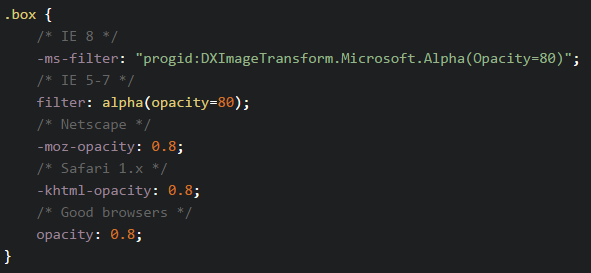 .box {
    /* IE 8 */
    -ms-filter: "progid:DXImageTransform.Microsoft.Alpha(Opacity=80)";
    /* IE 5-7 */
    filter: alpha(opacity=80);
    /* Netscape */
    -moz-opacity: 0.8;
    /* Safari 1.x */
    -khtml-opacity: 0.8;
    /* Good browsers */
    opacity: 0.8;
}